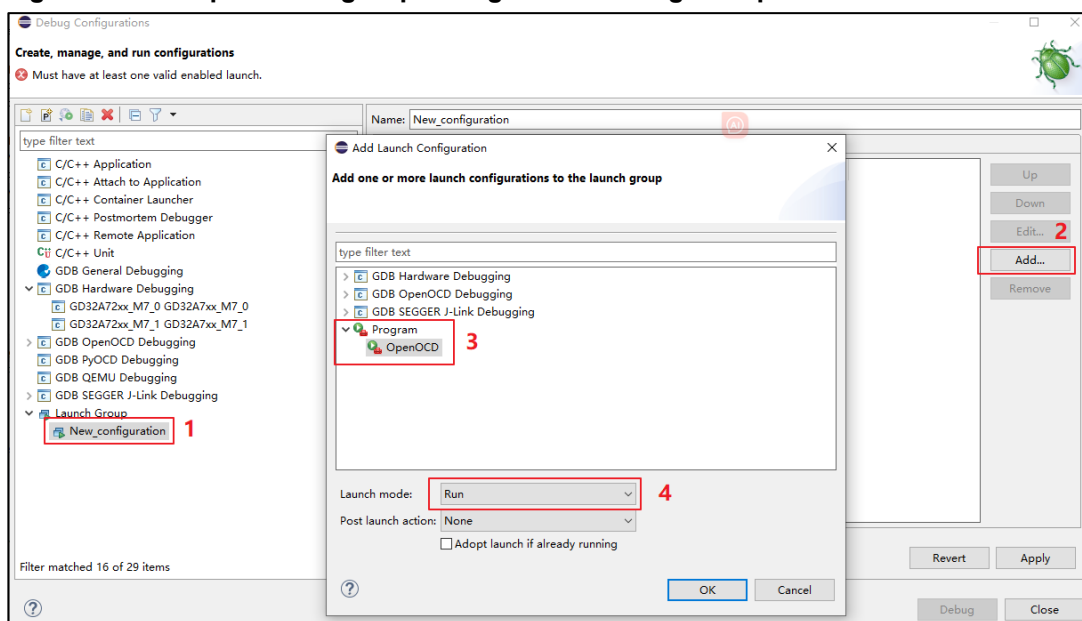 Debug Configurations
Create, manage, and run configurations
Must have at least one valid enabled launch.
Name: New_configuration
type filter text
C/C++ Application
C/C++ Attach to Application
C/C++ Container Launcher
C/C++ Postmortem Debugger
C/C++ Remote Application
C/C++ Unit
GDB General Debugging
GDB Hardware Debugging
GD32A72xx_M7_0 GD32A7xx_M7_0
GD32A72xx_M7_1 GD32A7xx_M7_1
GDB OpenOCD Debugging
GDB PyOCD Debugging
GDB QEMU Debugging
GDB SEGGER J-Link Debugging
Launch Group
New_configuration
1
Filter matched 16 of 29 items
Add Launch Configuration
Add one or more launch configurations to the launch group
type filter text
GDB Hardware Debugging
GDB OpenOCD Debugging
GDB SEGGER J-Link Debugging
Program
OpenOCD
3
Launch mode: Run
4
Post launch action: None
Adopt launch if already running
OK Cancel
Up
Down
Edit...
2
Add...
Remove
Revert Apply
Debug Close